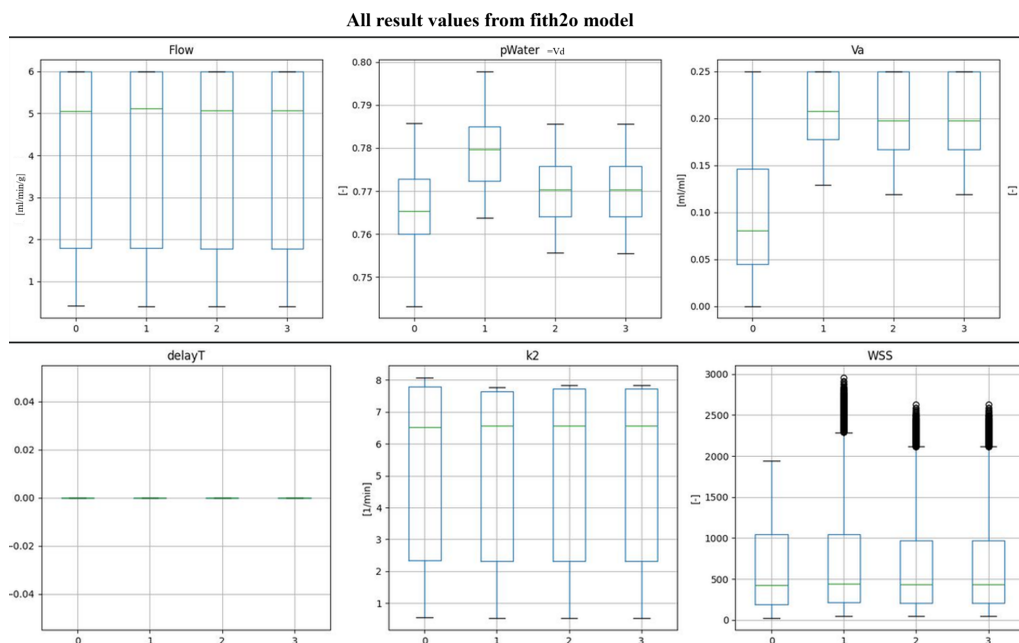 All result values from fith2o model
Flow
[ml/min/g]
6
5
4
3
2
1
0 1 2 3
pWater =Vd
[-]
0.80
0.79
0.78
0.77
0.76
0.75
0 1 2 3
Va
[ml/ml]
0.25
0.20
0.15
0.10
0.05
0.00
0 1 2 3
[-]
delayT
0.04
0.02
0.00
−0.02
−0.04
0 1 2 3
k2
[1/min]
8
7
6
5
4
3
2
1
0 1 2 3
WSS
[-]
3000
2500
2000
1500
1000
500
0
0 1 2 3